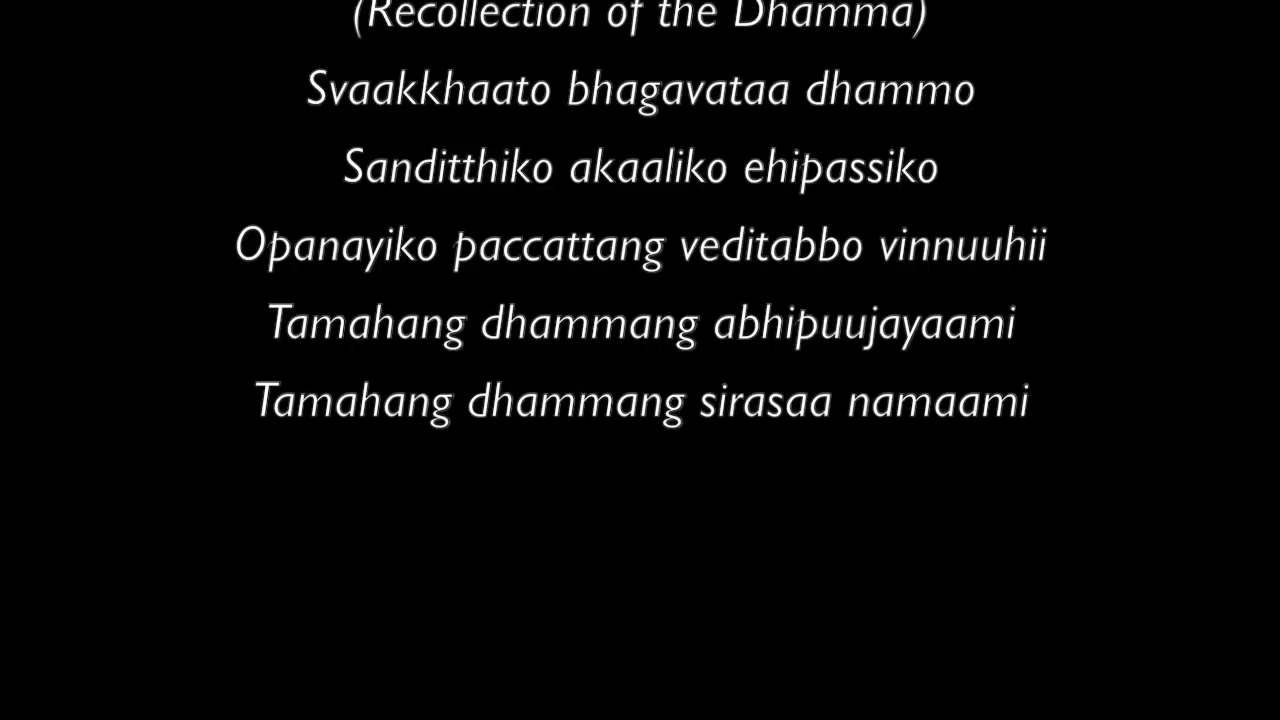 (Recollection of the Dhamma)
Svaakkhaato bhagavataa dhammo
Sanditthiko akaaliko ehipassiko
Opanayiko paccattang veditabbo vinnuuhii
Tamahang dhammang abhipuujayaami
Tamahang dhammang sirasaa namaami